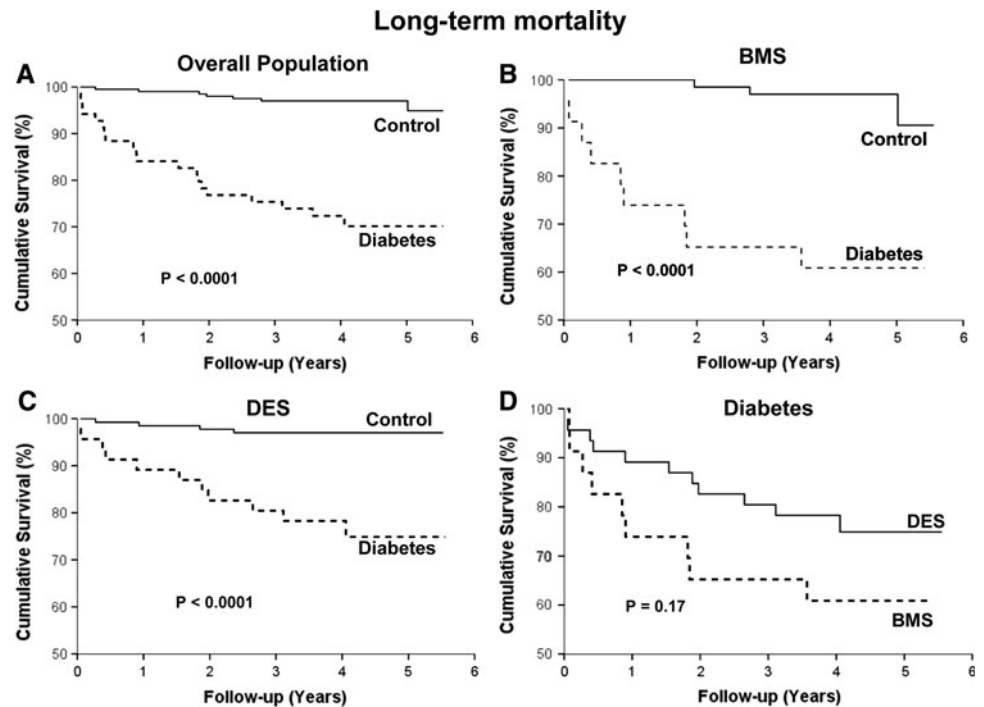 Long-term mortality
A
Overall Population
Cumulative Survival (%)
100
90
80
70
60
50
Control
Diabetes
P < 0.0001
0 1 2 3 4 5 6
Follow-up (Years)
B
BMS
Cumulative Survival (%)
100
90
80
70
60
50
Control
Diabetes
P < 0.0001
0 1 2 3 4 5 6
Follow-up (Years)
C
DES
Cumulative Survival (%)
100
90
80
70
60
50
Control
Diabetes
P < 0.0001
0 1 2 3 4 5 6
Follow-up (Years)
D
Diabetes
Cumulative Survival (%)
100
90
80
70
60
50
DES
BMS
P = 0.17
0 1 2 3 4 5 6
Follow-up (Years)